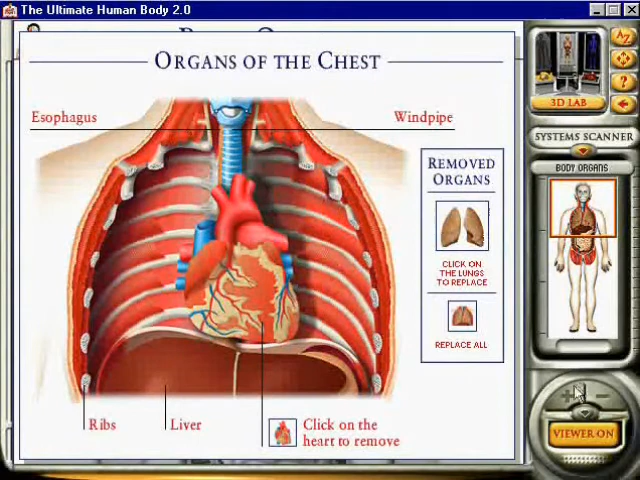 The Ultimate Human Body 2.0
ORGANS OF THE CHEST
Esophagus
Windpipe
REMOVED
ORGANS
CLICK ON
THE LUNGS
TO REPLACE
REPLACE ALL
Ribs
Liver
Click on the
heart to remove
A
Z
?
3D LAB
SYSTEMS SCANNER
BODY ORGANS
VIEWER ON